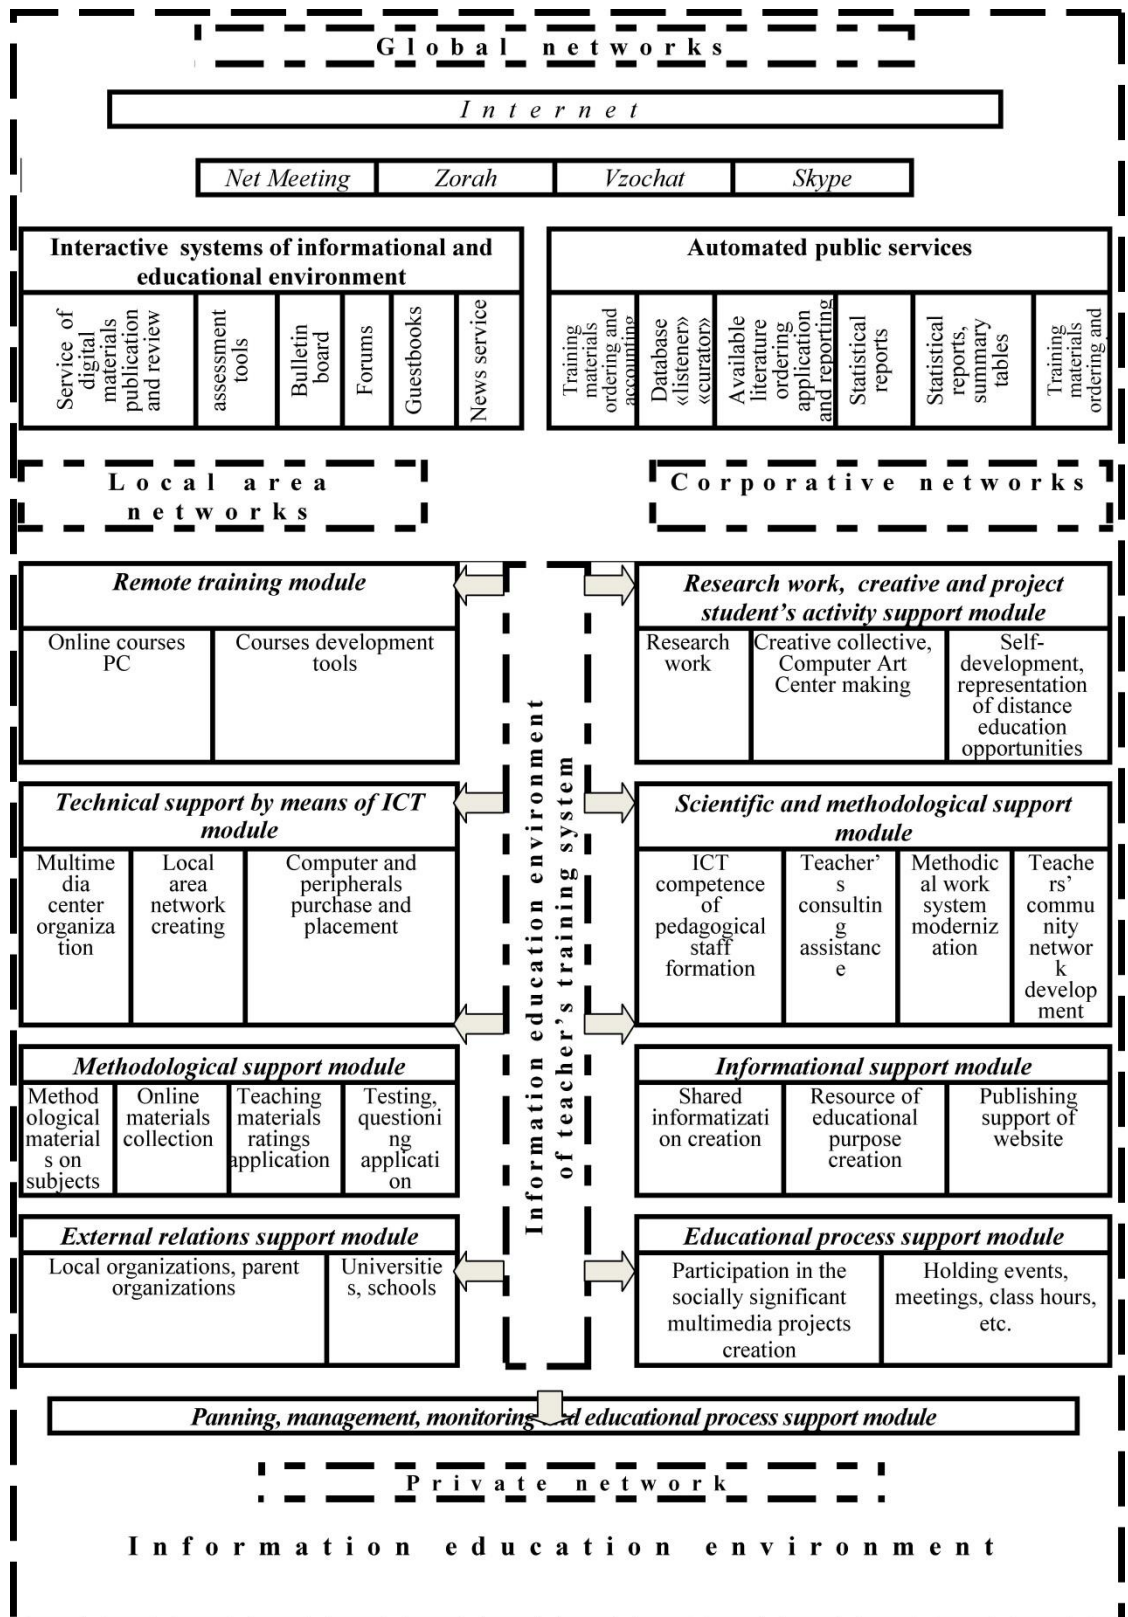 Global networks
Internet
Net Meeting
Zorah
Vzochat
Skype
Interactive systems of informational and
educational environment
Service of
digital
materials
publication
and review
assessment
tools
Bulletin
board
Forums
Guestbooks
News service
Automated public services
Training
materials
ordering and
accounting
Database
«listener»
«curator»
Available
literature
ordering
application
and reporting
Statistical
reports
Statistical
reports,
summary
tables
Training
materials
ordering and
Local area
networks
Corporative networks
Remote training module
Online courses
PC
Courses development
tools
Research work, creative and project
student's activity support module
Research
work
Creative collective,
Computer Art
Center making
Self-
development,
representation
of distance
education
opportunities
Information education environment
of teacher's training system
Technical support by means of ICT
module
Multime
dia
center
organiza
tion
Local
area
network
creating
Computer and
peripherals
purchase and
placement
Scientific and methodological support
module
ICT
competence
of
pedagogical
staff
formation
Teacher'
s
consultin
g
assistanc
e
Methodic
al work
system
moderniz
ation
Teache
rs'
commu
nity
networ
k
develop
ment
Methodological support module
Method
ological
material
s on
subjects
Online
materials
collection
Teaching
materials
ratings
application
Testing,
questioni
ng
applicati
on
Informational support module
Shared
informatizati
on creation
Resource of
educational
purpose
creation
Publishing
support of
website
External relations support module
Local organizations, parent
organizations
Universitie
s, schools
Educational process support module
Participation in the
socially significant
multimedia projects
creation
Holding events,
meetings, class hours,
etc.
Panning, management, monitoring and educational process support module
Private network
Information education environment